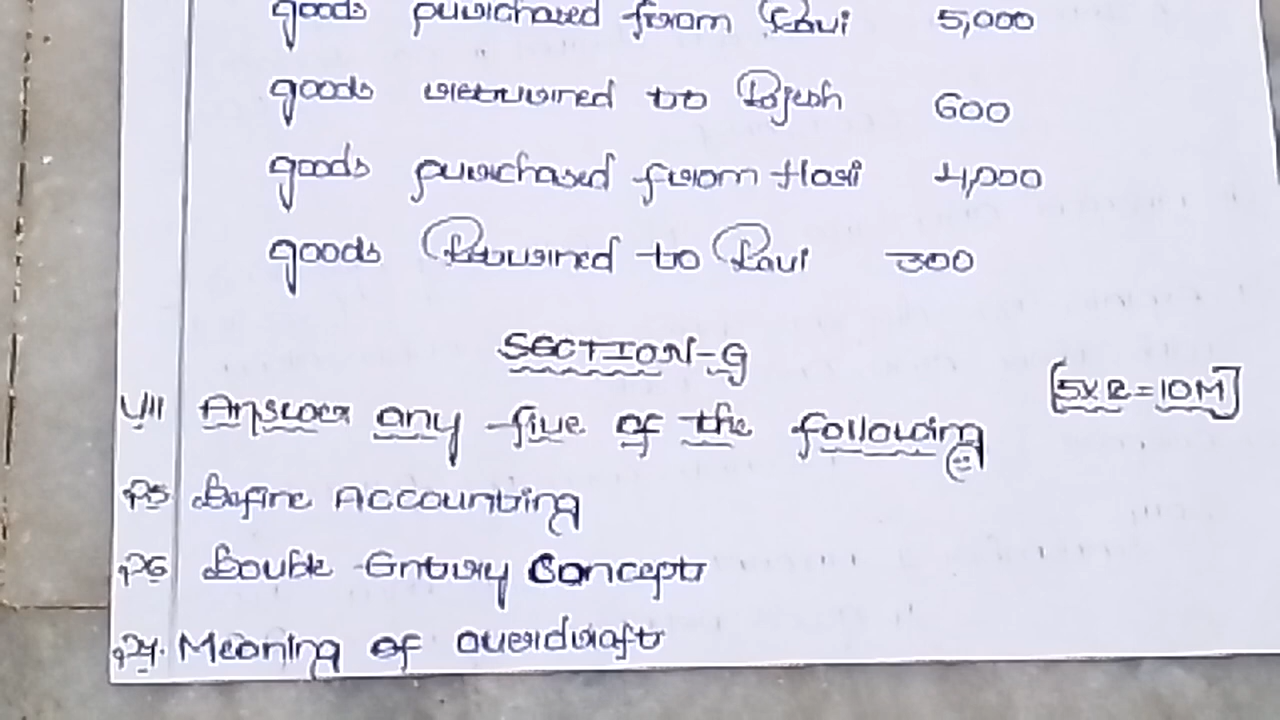 goods purchased from Ravi 5,000
goods returned to Rajesh 600
goods purchased from Hari 4,000
goods Returned to Ravi 300
SECTION-G
VII Answer any five of the following [5X2=10M]
25 Define Accounting
26 Double Entry Concept
27. Meaning of overdraft